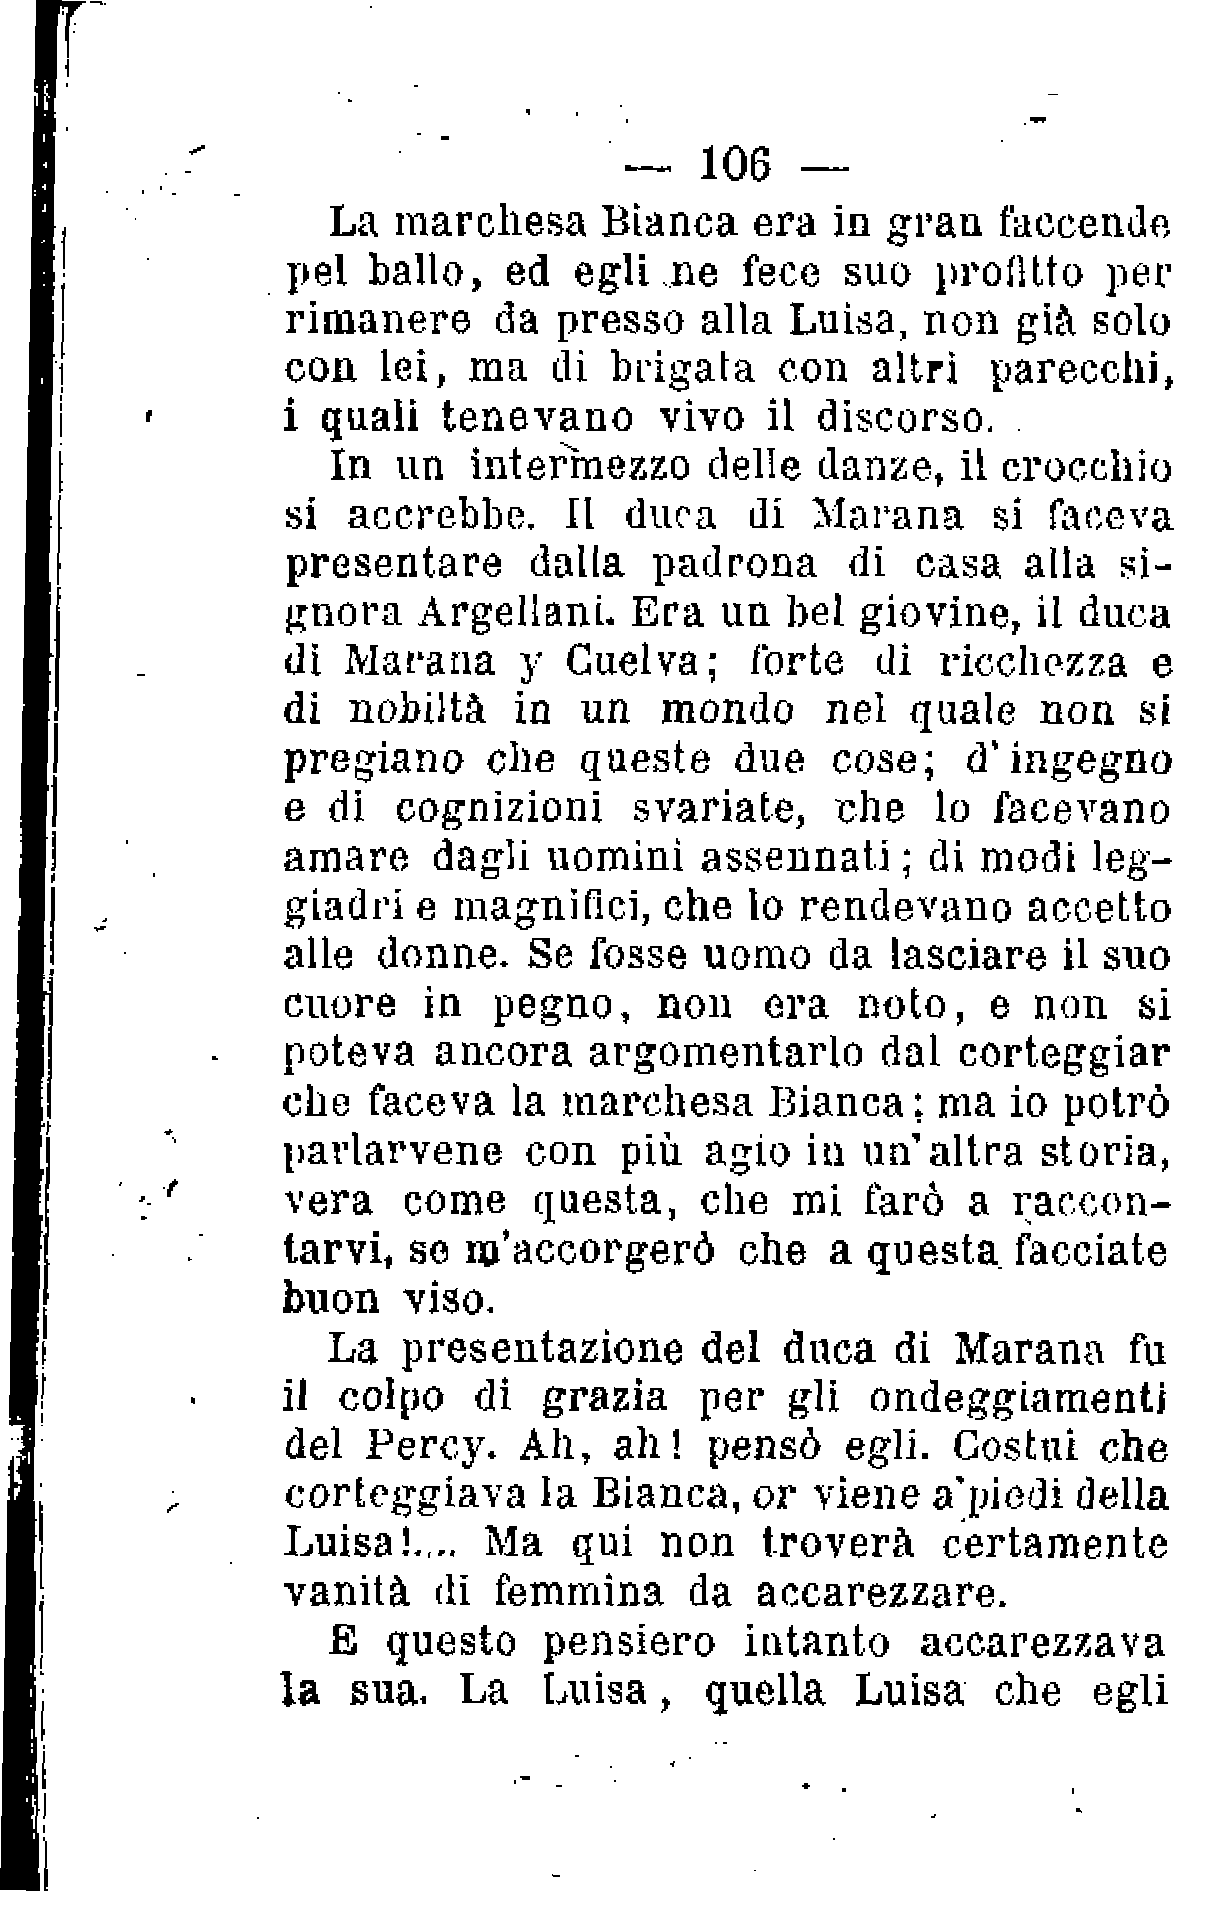 — 106 —
La marchesa Bianca era in gran faccende
pel ballo, ed egli ne fece suo profitto per
rimanere da presso alla Luisa, non già solo
con lei, ma di brigata con altri parecchi,
i quali tenevano vivo il discorso.
In un intermezzo delle danze, il crocchio
si accrebbe. Il duca di Marana si faceva
presentare dalla padrona di casa alla si-
gnora Argellani. Era un bel giovine, il duca
di Marana y Cuelva; forte di ricchezza e
di nobiltà in un mondo nel quale non si
pregiano che queste due cose; d'ingegno
e di cognizioni svariate, che lo facevano
amare dagli uomini assennati; di modi leg-
giadri e magnifici, che lo rendevano accetto
alle donne. Se fosse uomo da lasciare il suo
cuore in pegno, non era noto, e non si
poteva ancora argomentarlo dal corteggiar
che faceva la marchesa Bianca; ma io potrò
parlarvene con più agio in un'altra storia,
vera come questa, che mi farò a raccon-
tarvi, se m'accorgerò che a questa facciate
buon viso.
La presentazione del duca di Marana fu
il colpo di grazia per gli ondeggiamenti
del Percy. Ah, ah! pensò egli. Costui che
corteggiava la Bianca, or viene a'piedi della
Luisa!.... Ma qui non troverà certamente
vanità di femmina da accarezzare.
E questo pensiero intanto accarezzava
la sua. La Luisa, quella Luisa che egli